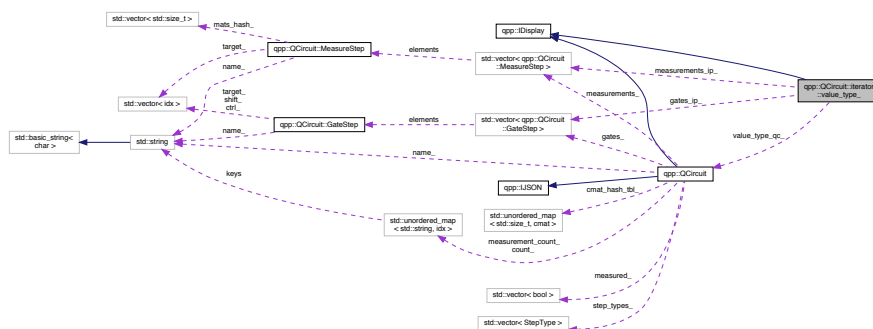 std::vector< std::size_t >
mats_hash_
qpp::QCircuit::MeasureStep
qpp::IDisplay
target_
elements
std::vector< qpp::QCircuit
::MeasureStep >
measurements_ip_
name_
measurements_
qpp::QCircuit::iterator
::value_type_
std::vector< idx >
target_
shift_
ctrl_
gates_ip_
qpp::QCircuit::GateStep
elements
std::vector< qpp::QCircuit
::GateStep >
std::basic_string<
char >
std::string
name_
gates_
value_type_qc_
name_
qpp::QCircuit
keys
qpp::IJSON
cmat_hash_tbl_
std::unordered_map
< std::string, idx >
std::unordered_map
< std::size_t, cmat >
measurement_count_
count_
measured_
std::vector< bool >
step_types_
std::vector< StepType >